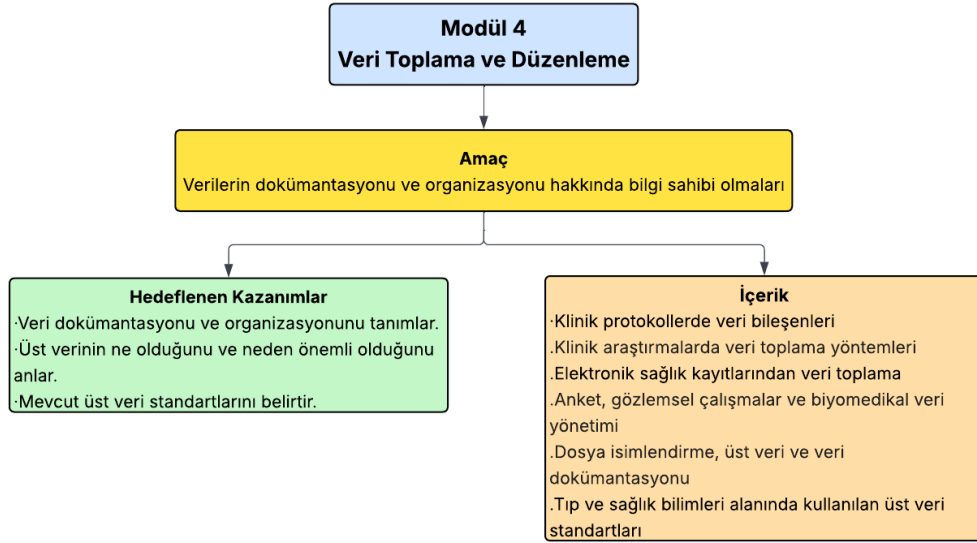 Modül 4
Veri Toplama ve Düzenleme
Amaç
Verilerin dokümantasyonu ve organizasyonu hakkında bilgi sahibi olmaları
Hedeflenen Kazanımlar
·Veri dokümantasyonu ve organizasyonunu tanımlar.
·Üst verinin ne olduğunu ve neden önemli olduğunu
anlar.
·Mevcut üst veri standartlarını belirtir.
İçerik
·Klinik protokollerde veri bileşenleri
·Klinik araştırmalarda veri toplama yöntemleri
.Elektronik sağlık kayıtlarından veri toplama
.Anket, gözlemsel çalışmalar ve biyomedikal veri
yönetimi
.Dosya isimlendirme, üst veri ve veri
dokümantasyonu
.Tıp ve sağlık bilimleri alanında kullanılan üst veri
standartları